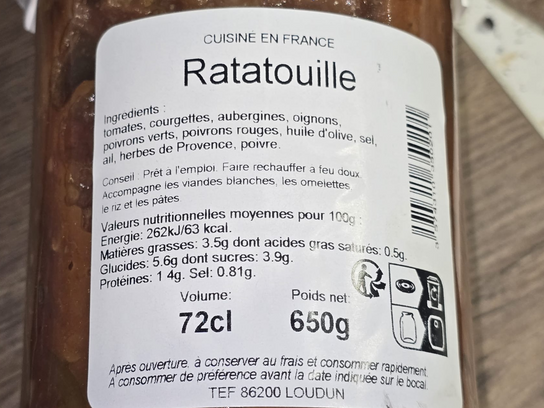 CUISINE EN FRANCE
Ratatouille
Ingredients :
tomates, courgettes, aubergines, oignons,
poivrons verts, poivrons rouges, huile d'olive, sel,
ail, herbes de Provence, poivre.
Conseil : Prêt a l'emploi. Faire rechauffer a feu doux.
Accompagne les viandes blanches, les omelettes
le riz et les pâtes
Valeurs nutritionnelles moyennes pour 100g :
Energie: 262kJ/63 kcal.
Matières grasses: 3.5g dont acides gras saturés: 0.5g.
Glucides: 5.6g dont sucres: 3.9g.
Protéines: 1 4g. Sel: 0.81g.
Volume: Poids net:
72cl 650g
Après ouverture, à conserver au frais et consommer rapidement
A consommer de preférence avant la date indiquée sur le bocal
TEF 86200 LOUDUN